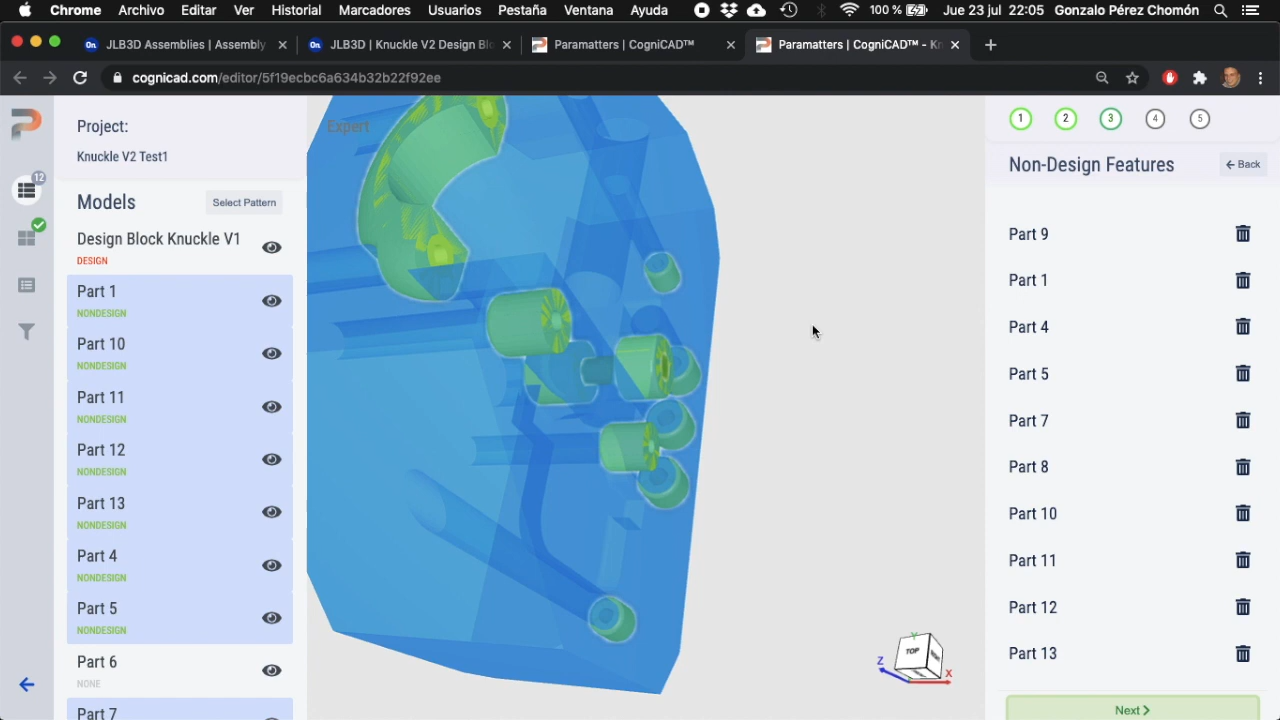 Chrome Archivo Editar Ver Historial Marcadores Usuarios Pestaña Ventana Ayuda 100 % Jue 23 jul 22:05 Gonzalo Pérez Chomón
On JLB3D Assemblies | Assembly
On JLB3D | Knuckle V2 Design Blo
Paramatters | CogniCAD™
Paramatters | CogniCAD™ - Kn
cognicad.com/editor/5f19ecbc6a634b32b22f92ee
12
Project:
Knuckle V2 Test1
Models
Select Pattern
Design Block Knuckle V1
DESIGN
Part 1
NONDESIGN
Part 10
NONDESIGN
Part 11
NONDESIGN
Part 12
NONDESIGN
Part 13
NONDESIGN
Part 4
NONDESIGN
Part 5
NONDESIGN
Part 6
NONE
Part 7
Expert
Y
TOP
Z
X
1 2 3 4 5
Non-Design Features
Back
Part 9
Part 1
Part 4
Part 5
Part 7
Part 8
Part 10
Part 11
Part 12
Part 13
Next